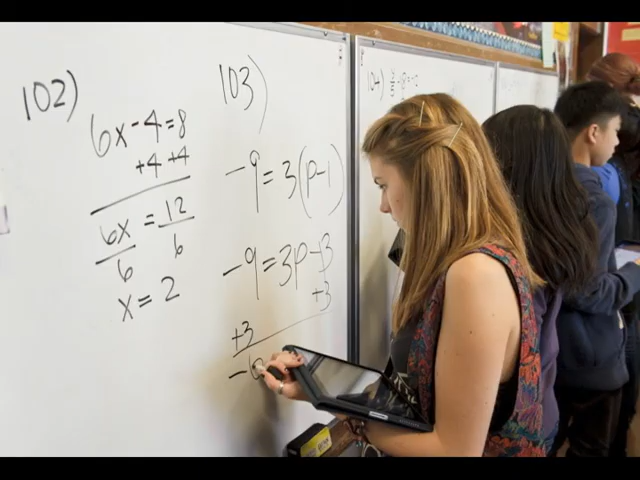 102)
6x-4=8
+4 +4
6x = 12
6 6
x = 2
103)
-9=3(p-1)
-9=3p-3
+3
+3
-6
104)